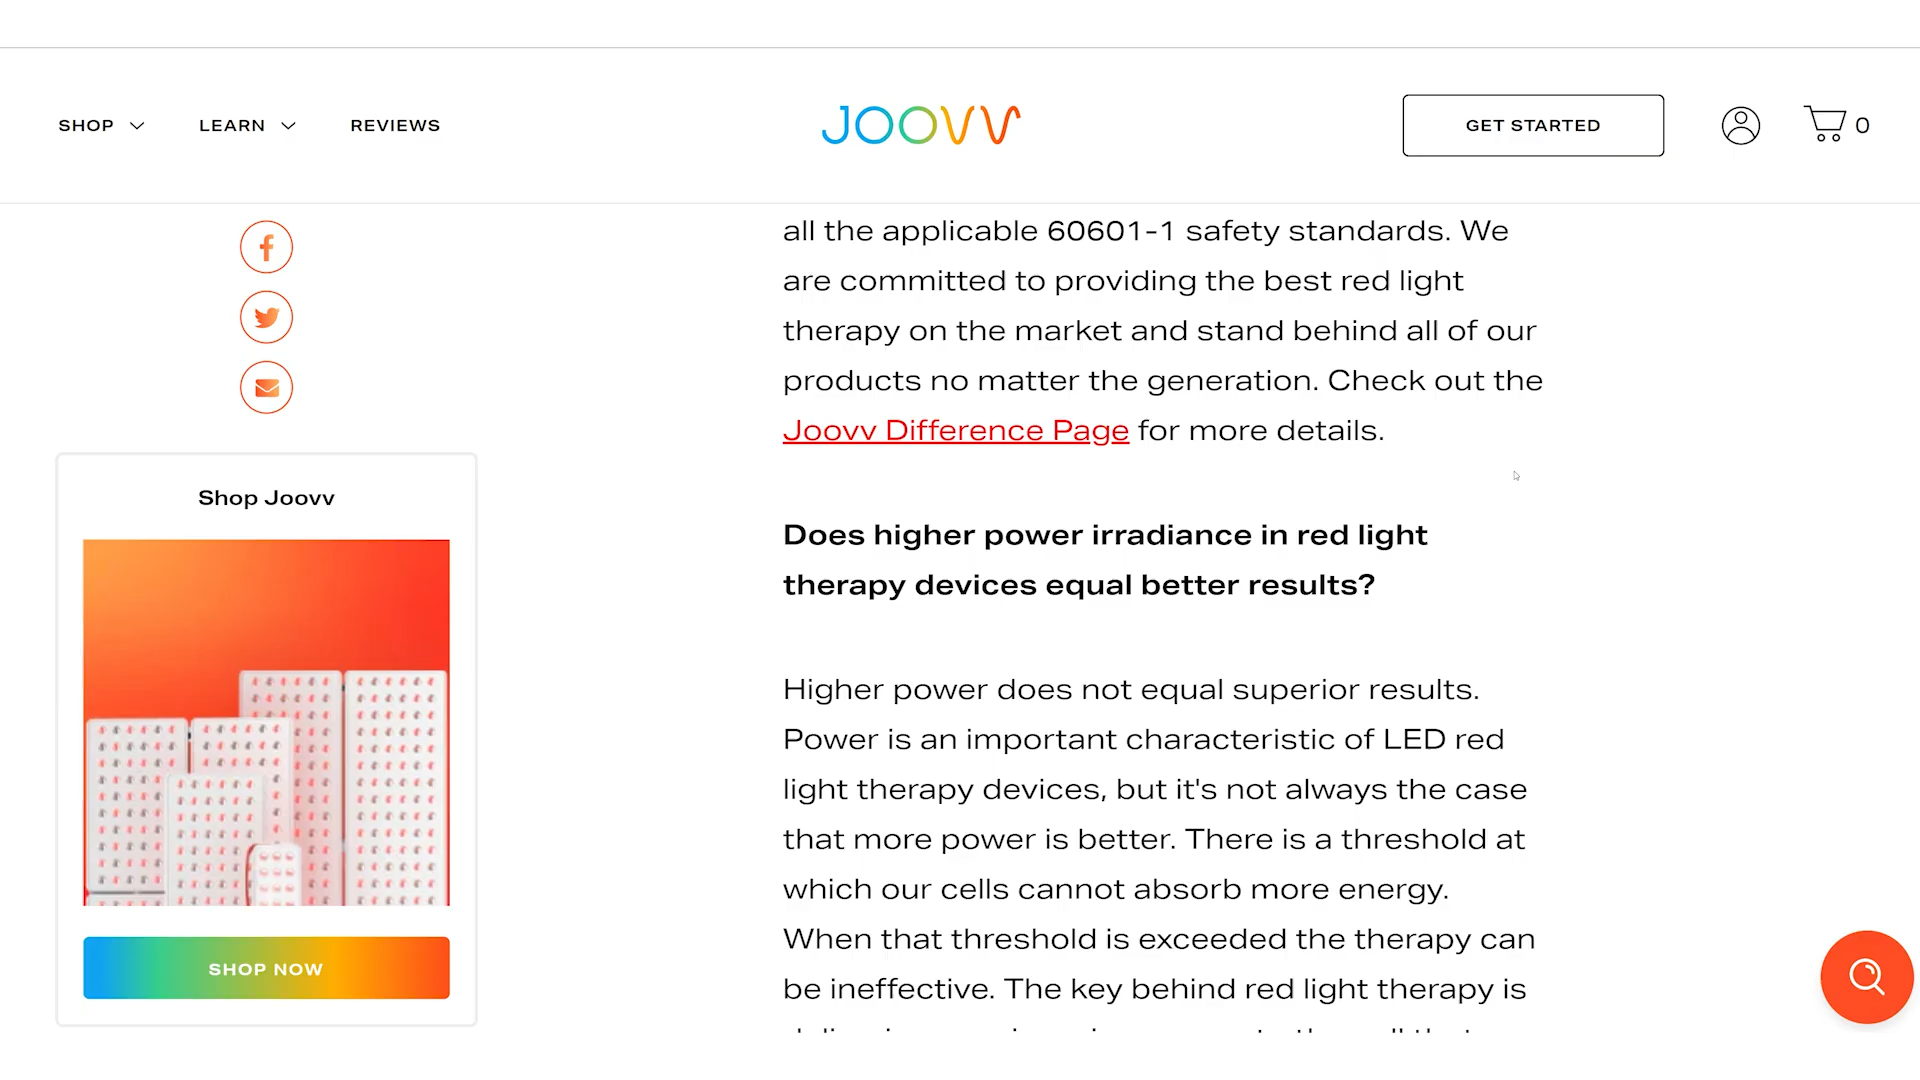 SHOP
LEARN
REVIEWS
JOOVV
GET STARTED
0
all the applicable 60601-1 safety standards. We
are committed to providing the best red light
therapy on the market and stand behind all of our
products no matter the generation. Check out the
Joovv Difference Page for more details.
Shop Joovv
SHOP NOW
Does higher power irradiance in red light
therapy devices equal better results?
Higher power does not equal superior results.
Power is an important characteristic of LED red
light therapy devices, but it's not always the case
that more power is better. There is a threshold at
which our cells cannot absorb more energy.
When that threshold is exceeded the therapy can
be ineffective. The key behind red light therapy is